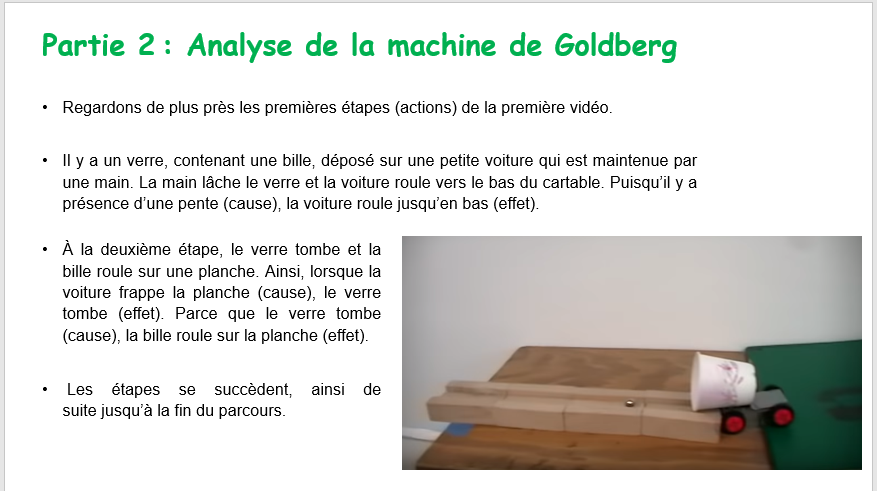 Partie 2 : Analyse de la machine de Goldberg
• Regardons de plus près les premières étapes (actions) de la première vidéo.
• Il y a un verre, contenant une bille, déposé sur une petite voiture qui est maintenue par
une main. La main lâche le verre et la voiture roule vers le bas du cartable. Puisqu’il y a
présence d’une pente (cause), la voiture roule jusqu’en bas (effet).
• À la deuxième étape, le verre tombe et la
bille roule sur une planche. Ainsi, lorsque la
voiture frappe la planche (cause), le verre
tombe (effet). Parce que le verre tombe
(cause), la bille roule sur la planche (effet).
• Les étapes se succèdent, ainsi de
suite jusqu’à la fin du parcours.